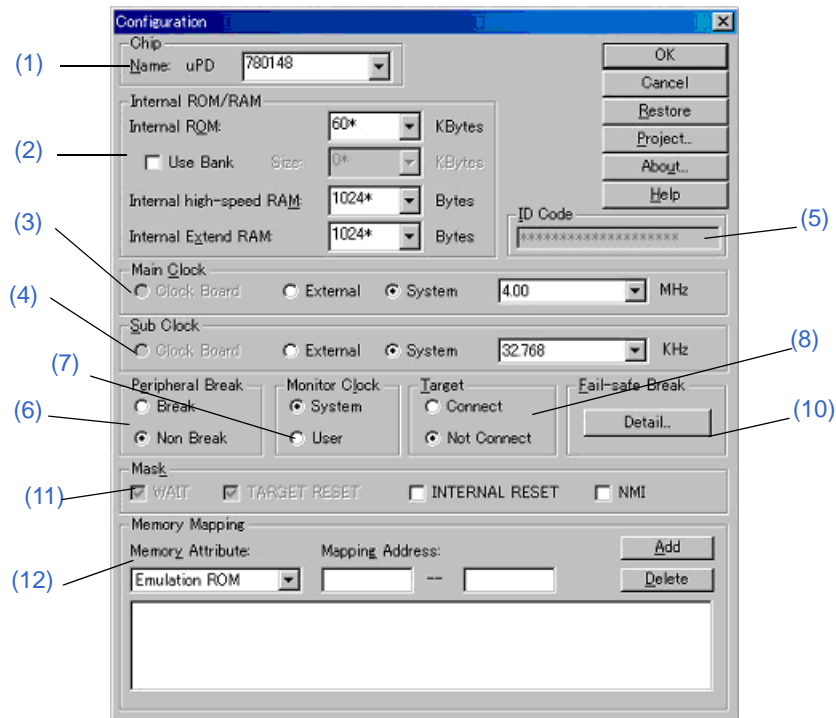 Configuration
Chip
(1)
Name: uPD 780148
OK
Cancel
Restore
Project...
About...
Help
Internal ROM/RAM
Internal ROM: 60* KBytes
(2)
Use Bank Size: 0* KBytes
Internal high-speed RAM: 1024* Bytes
Internal Extend RAM: 1024* Bytes
ID Code
********************
(5)
(3)
Main Clock
Clock Board External System 4.00 MHz
(4)
Sub Clock
Clock Board External System 32.768 KHz
(7)
(8)
Peripheral Break
Break
Non Break
(6)
Monitor Clock
System
User
Target
Connect
Not Connect
Fail-safe Break
Detail...
(10)
Mask
(11)
WAIT TARGET RESET INTERNAL RESET NMI
Memory Mapping
Memory Attribute: Mapping Address: Add
(12)
Emulation ROM -- Delete